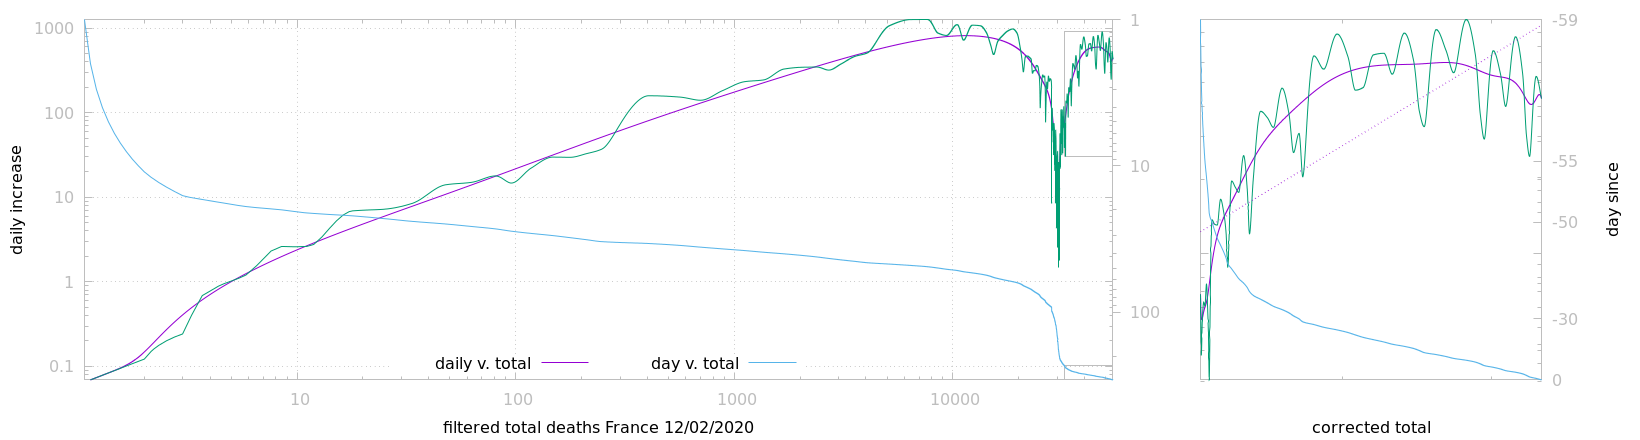 1000
100
10
1
0.1
daily increase
daily v. total
day v. total
10
100
1000
10000
filtered total deaths France 12/02/2020
1
10
100
-59
-55
-50
-30
0
day since
corrected total